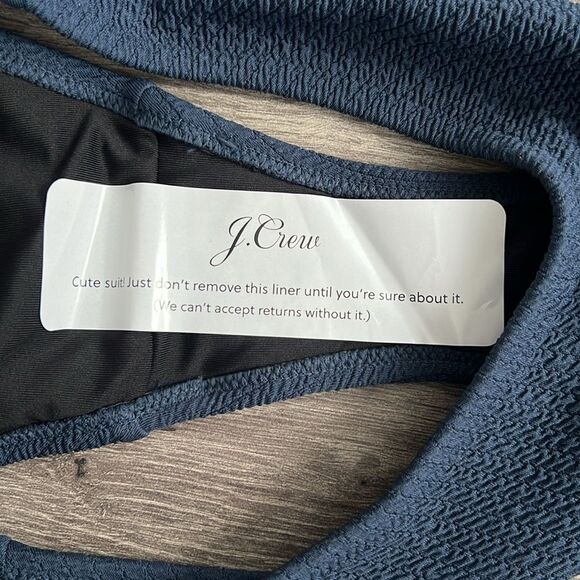 J.Crew
Cute suit! Just don't remove this liner until you're sure about it.
(We can't accept returns without it.)